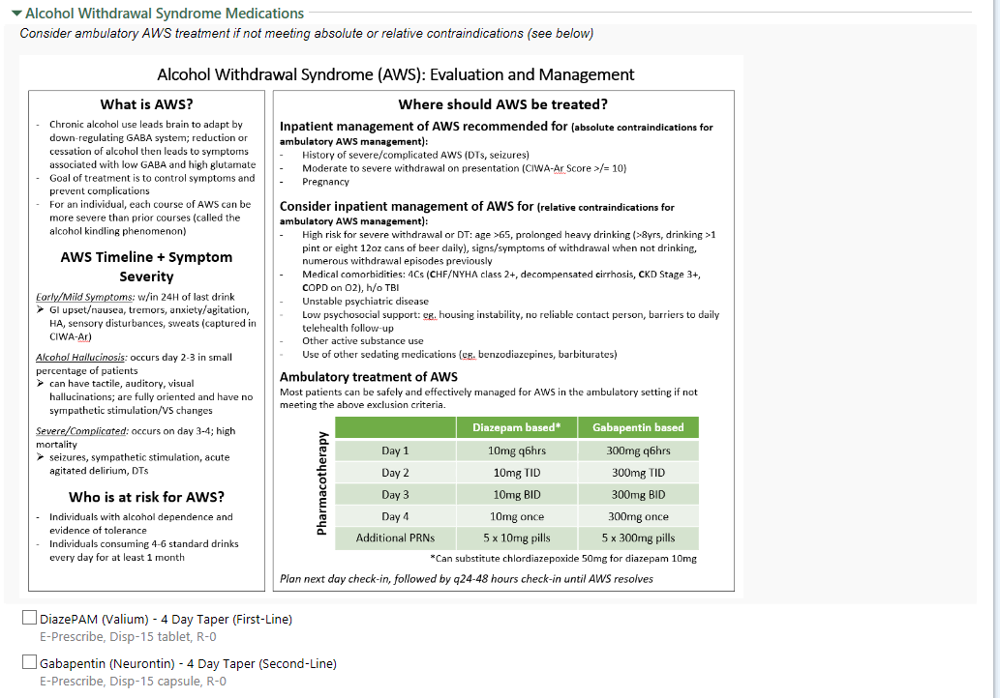 Alcohol Withdrawal Syndrome Medications
Consider ambulatory AWS treatment if not meeting absolute or relative contraindications (see below)
Alcohol Withdrawal Syndrome (AWS): Evaluation and Management
What is AWS?
- Chronic alcohol use leads brain to adapt by
down-regulating GABA system; reduction or
cessation of alcohol then leads to symptoms
associated with low GABA and high glutamate
- Goal of treatment is to control symptoms and
prevent complications
- For an individual, each course of AWS can be
more severe than prior courses (called the
alcohol kindling phenomenon)
AWS Timeline + Symptom
Severity
Early/Mild Symptoms: w/in 24H of last drink
➤ GI upset/nausea, tremors, anxiety/agitation,
HA, sensory disturbances, sweats (captured in
CIWA-Ar)
Alcohol Hallucinosis: occurs day 2-3 in small
percentage of patients
➤ can have tactile, auditory, visual
hallucinations; are fully oriented and have no
sympathetic stimulation/VS changes
Severe/Complicated: occurs on day 3-4; high
mortality
➤ seizures, sympathetic stimulation, acute
agitated delirium, DTs
Who is at risk for AWS?
- Individuals with alcohol dependence and
evidence of tolerance
- Individuals consuming 4-6 standard drinks
every day for at least 1 month
Where should AWS be treated?
Inpatient management of AWS recommended for (absolute contraindications for
ambulatory AWS management):
- History of severe/complicated AWS (DTs, seizures)
- Moderate to severe withdrawal on presentation (CIWA-Ar Score >/= 10)
- Pregnancy
Consider inpatient management of AWS for (relative contraindications for
ambulatory AWS management):
- High risk for severe withdrawal or DT: age >65, prolonged heavy drinking (>8yrs, drinking >1
pint or eight 12oz cans of beer daily), signs/symptoms of withdrawal when not drinking,
numerous withdrawal episodes previously
- Medical comorbidities: 4Cs (CHF/NYHA class 2+, decompensated cirrhosis, CKD Stage 3+,
COPD on O2), h/o TBI
- Unstable psychiatric disease
- Low psychosocial support: eg. housing instability, no reliable contact person, barriers to daily
telehealth follow-up
- Other active substance use
- Use of other sedating medications (eg. benzodiazepines, barbiturates)
Ambulatory treatment of AWS
Most patients can be safely and effectively managed for AWS in the ambulatory setting if not
meeting the above exclusion criteria.
Pharmacotherapy
Diazepam based* Gabapentin based
Day 1 10mg q6hrs 300mg q6hrs
Day 2 10mg TID 300mg TID
Day 3 10mg BID 300mg BID
Day 4 10mg once 300mg once
Additional PRNs 5 x 10mg pills 5 x 300mg pills
*Can substitute chlordiazepoxide 50mg for diazepam 10mg
Plan next day check-in, followed by q24-48 hours check-in until AWS resolves
DiazePAM (Valium) - 4 Day Taper (First-Line)
E-Prescribe, Disp-15 tablet, R-0
Gabapentin (Neurontin) - 4 Day Taper (Second-Line)
E-Prescribe, Disp-15 capsule, R-0